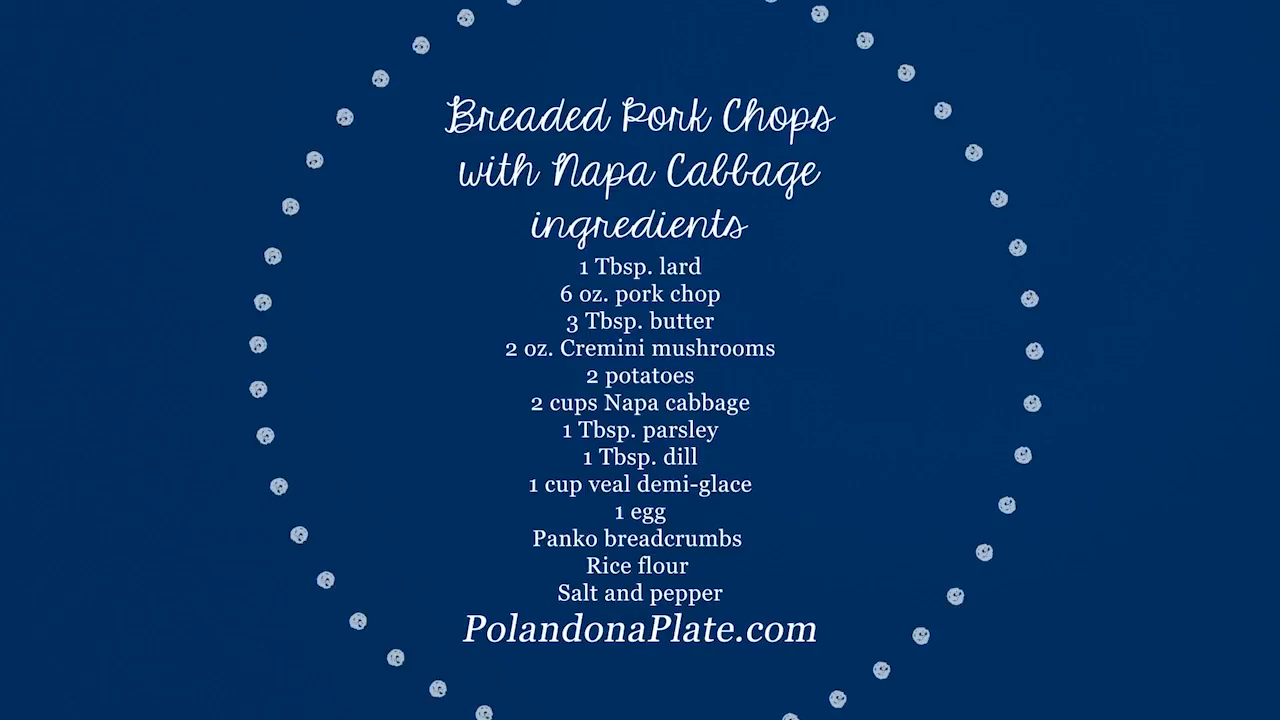 Breaded Pork Chops
with Napa Cabbage
ingredients
1 Tbsp. lard
6 oz. pork chop
3 Tbsp. butter
2 oz. Cremini mushrooms
2 potatoes
2 cups Napa cabbage
1 Tbsp. parsley
1 Tbsp. dill
1 cup veal demi-glace
1 egg
Panko breadcrumbs
Rice flour
Salt and pepper
PolandonaPlate.com